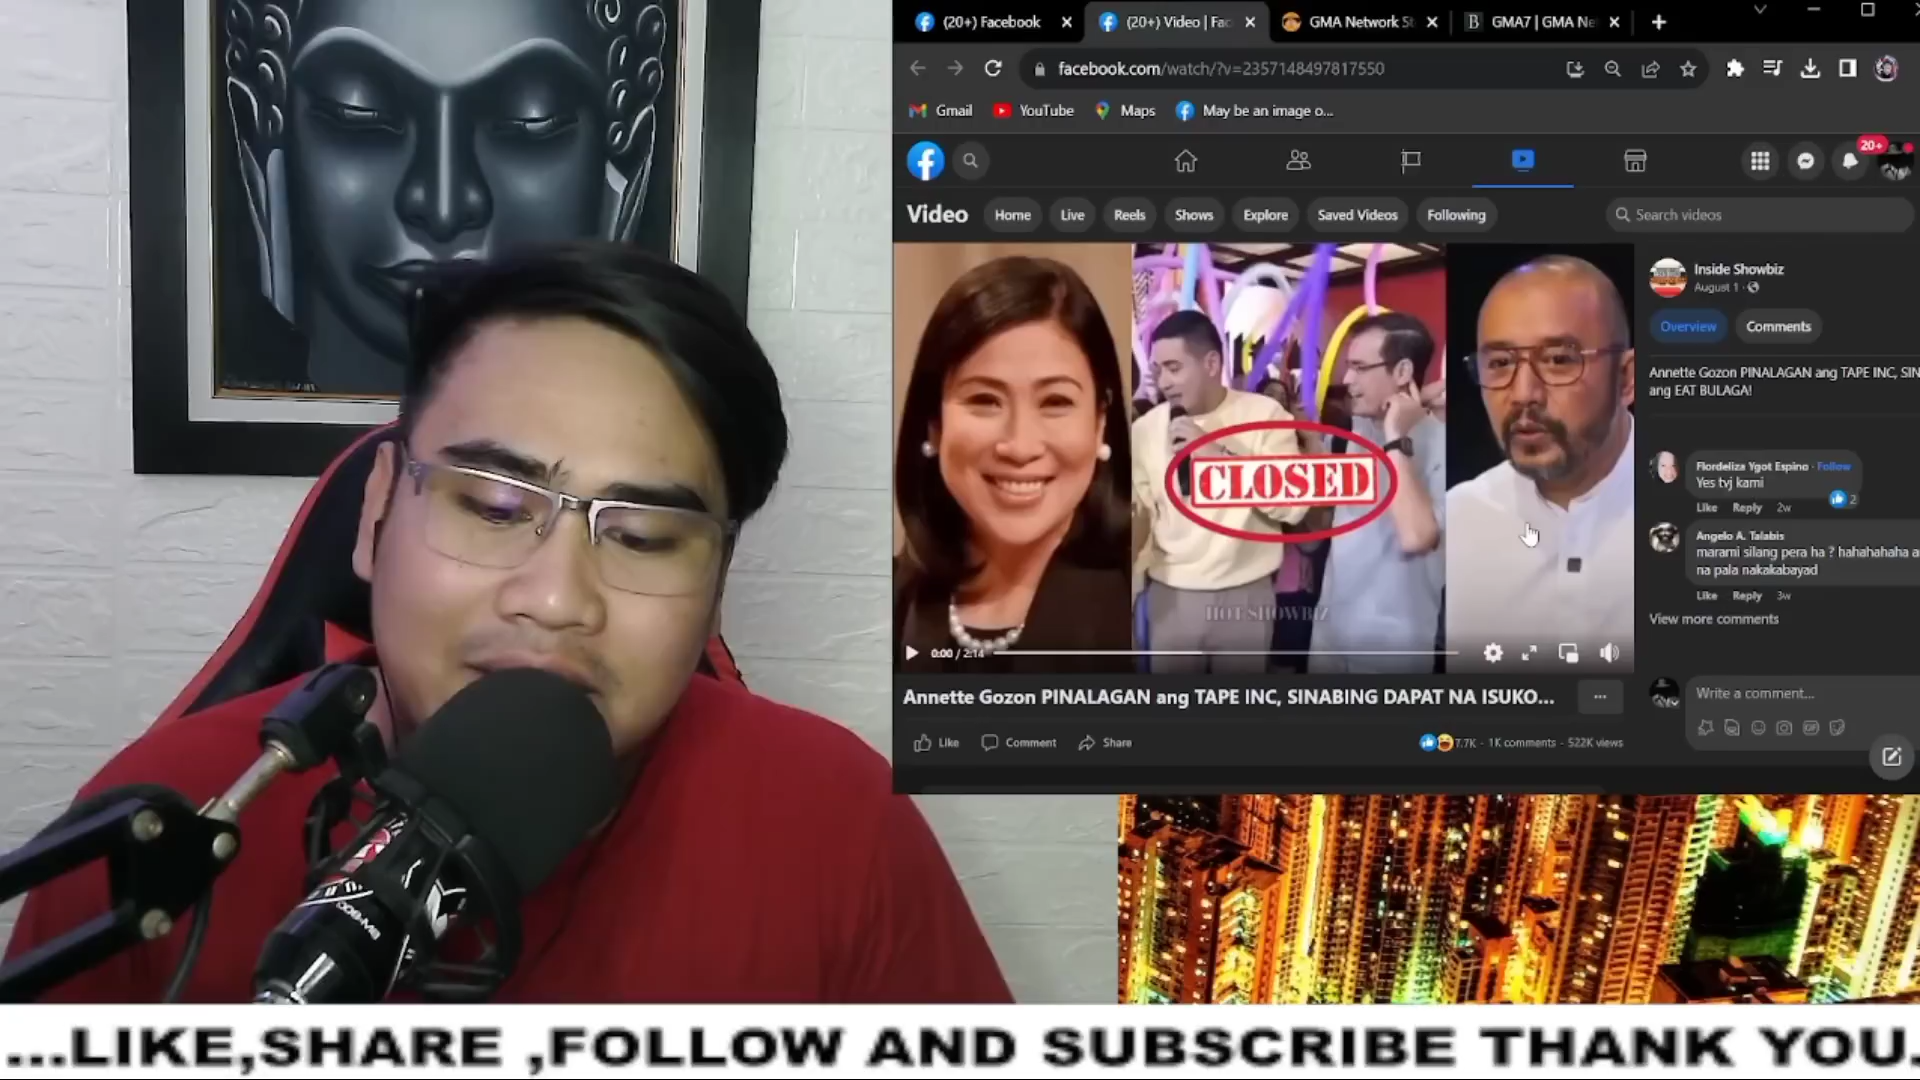 (20+) Facebook
(20+) Video | Fac
GMA Network St
GMA7 | GMA Ne
facebook.com/watch/?v=2357148497817550
Gmail
YouTube
Maps
May be an image o...
20+
Video
Home
Live
Reels
Shows
Explore
Saved Videos
Following
Search videos
Inside Showbiz
August 1 ·
Overview
Comments
Annette Gozon PINALAGAN ang TAPE INC, SIN
ang EAT BULAGA!
CLOSED
HOT SHOWBIZ
Flordeliza Ygot Espino · Follow
Yes tvj kami
2
Like Reply 2w
Angelo A. Talabis
marami silang pera ha ? hahahahaha a
na pala nakakabayad
Like Reply 3w
View more comments
0:00 / 2:14
Annette Gozon PINALAGAN ang TAPE INC, SINABING DAPAT NA ISUKO...
Write a comment...
Like
Comment
Share
7.7K · 1K comments · 522K views
...LIKE,SHARE ,FOLLOW AND SUBSCRIBE THANK YOU.